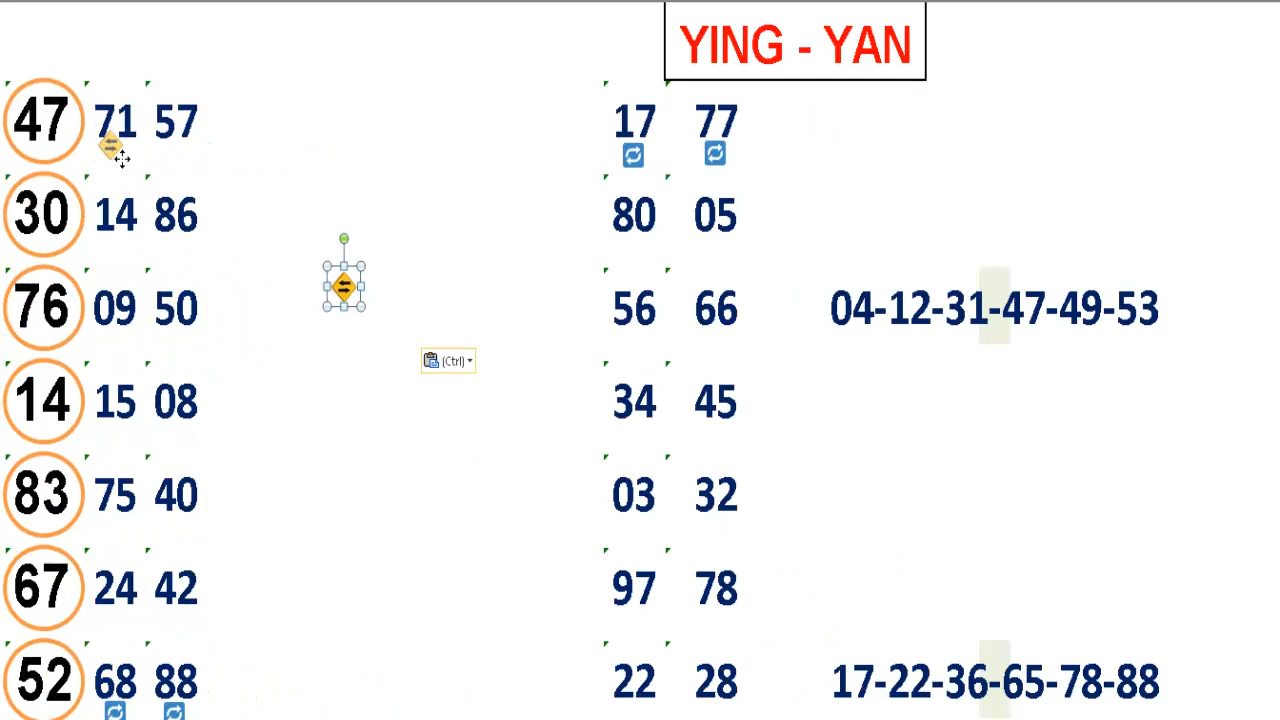 YING - YAN
47 71 57 17 77
30 14 86 80 05
76 09 50 56 66 04-12-31-47-49-53
(Ctrl)
14 15 08 34 45
83 75 40 03 32
67 24 42 97 78
52 68 88 22 28 17-22-36-65-78-88